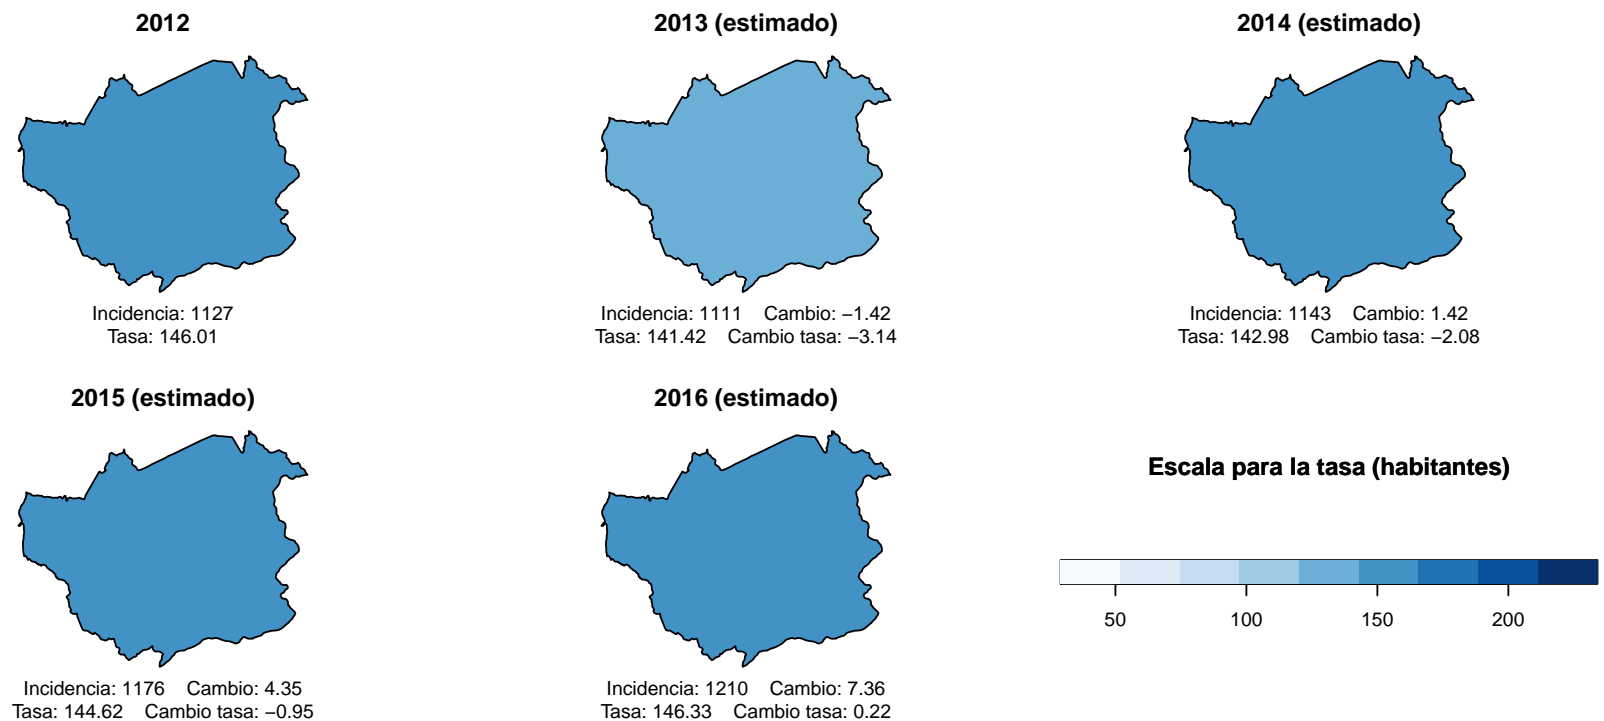 2012
Incidencia: 1127
Tasa: 146.01
2013 (estimado)
Incidencia: 1111 Cambio: −1.42
Tasa: 141.42 Cambio tasa: −3.14
2014 (estimado)
Incidencia: 1143 Cambio: 1.42
Tasa: 142.98 Cambio tasa: −2.08
2015 (estimado)
Incidencia: 1176 Cambio: 4.35
Tasa: 144.62 Cambio tasa: −0.95
2016 (estimado)
Incidencia: 1210 Cambio: 7.36
Tasa: 146.33 Cambio tasa: 0.22
Escala para la tasa (habitantes)
50 100 150 200